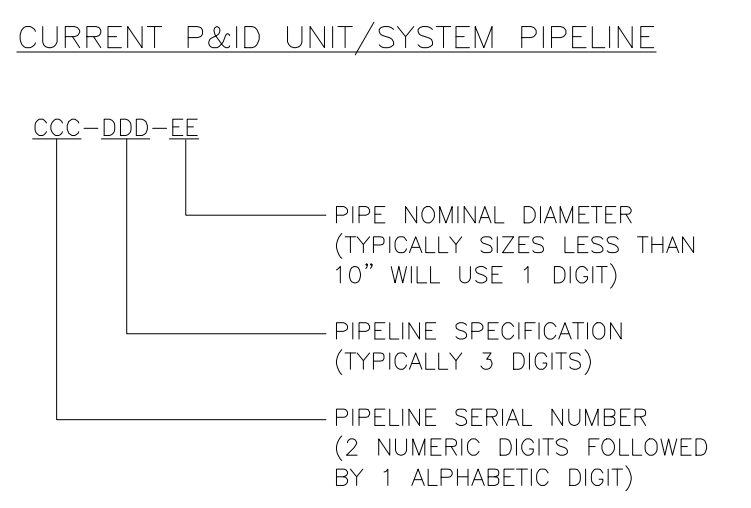 CURRENT P&ID UNIT/SYSTEM PIPELINE
CCC-DDD-EE
PIPE NOMINAL DIAMETER
(TYPICALLY SIZES LESS THAN
10” WILL USE 1 DIGIT)
PIPELINE SPECIFICATION
(TYPICALLY 3 DIGITS)
PIPELINE SERIAL NUMBER
(2 NUMERIC DIGITS FOLLOWED
BY 1 ALPHABETIC DIGIT)